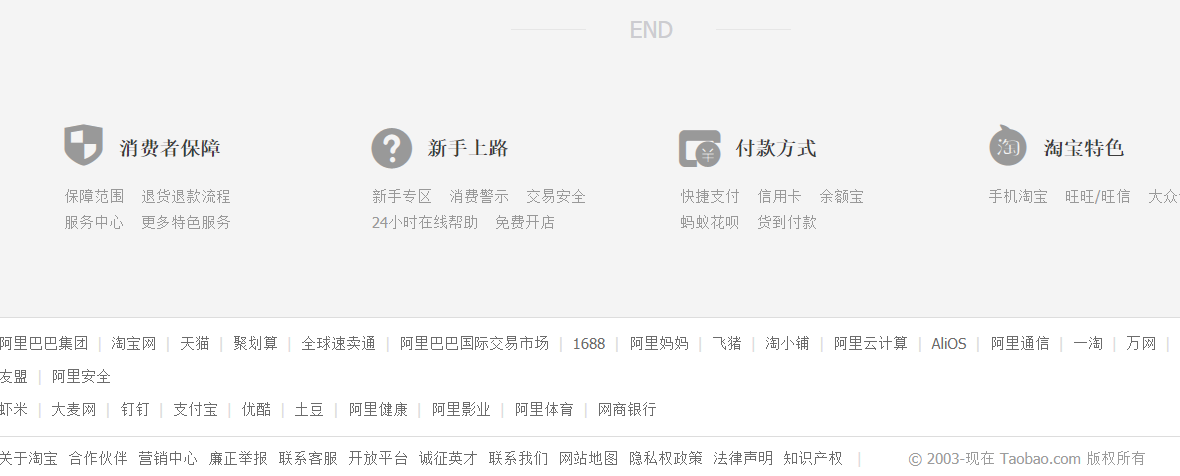 END
消费者保障 新手上路 付款方式 淘宝特色
保障范围 退货退款流程 新手专区 消费警示 交易安全 快捷支付 信用卡 余额宝 手机淘宝 旺旺/旺信 大众
服务中心 更多特色服务 24小时在线帮助 免费开店 蚂蚁花呗 货到付款
阿里巴巴集团 | 淘宝网 | 天猫 | 聚划算 | 全球速卖通 | 阿里巴巴国际交易市场 | 1688 | 阿里妈妈 | 飞猪 | 淘小铺 | 阿里云计算 | AliOS | 阿里通信 | 一淘 | 万网 |
友盟 | 阿里安全
虾米 | 大麦网 | 钉钉 | 支付宝 | 优酷 | 土豆 | 阿里健康 | 阿里影业 | 阿里体育 | 网商银行
关于淘宝 合作伙伴 营销中心 廉正举报 联系客服 开放平台 诚征英才 联系我们 网站地图 隐私权政策 法律声明 知识产权 | © 2003-现在 Taobao.com 版权所有